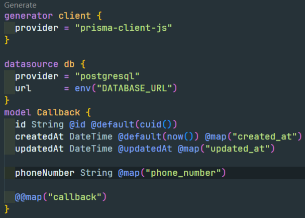 Generate
generator client {
provider = "prisma-client-js"
}
datasource db {
provider = "postgresql"
url = env("DATABASE_URL")
}
model Callback {
id String @id @default(cuid())
createdAt DateTime @default(now()) @map("created_at")
updatedAt DateTime @updatedAt @map("updated_at")
phoneNumber String @map("phone_number")
@@map("callback")
}